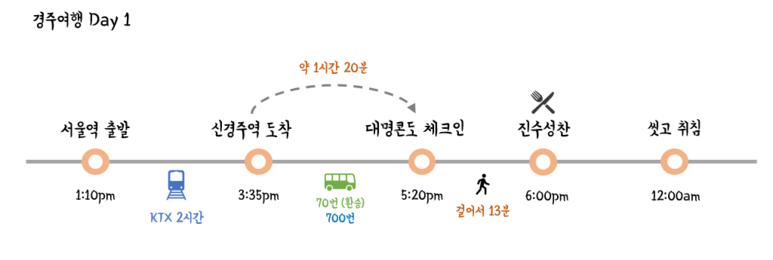 경주여행 Day 1
약 1시간 20분
서울역 출발
신경주역 도착
대명콘도 체크인
진수성찬
씻고 취침
1:10pm
3:35pm
5:20pm
6:00pm
12:00am
KTX 2시간
70번 (환승)
700번
걸어서 13분